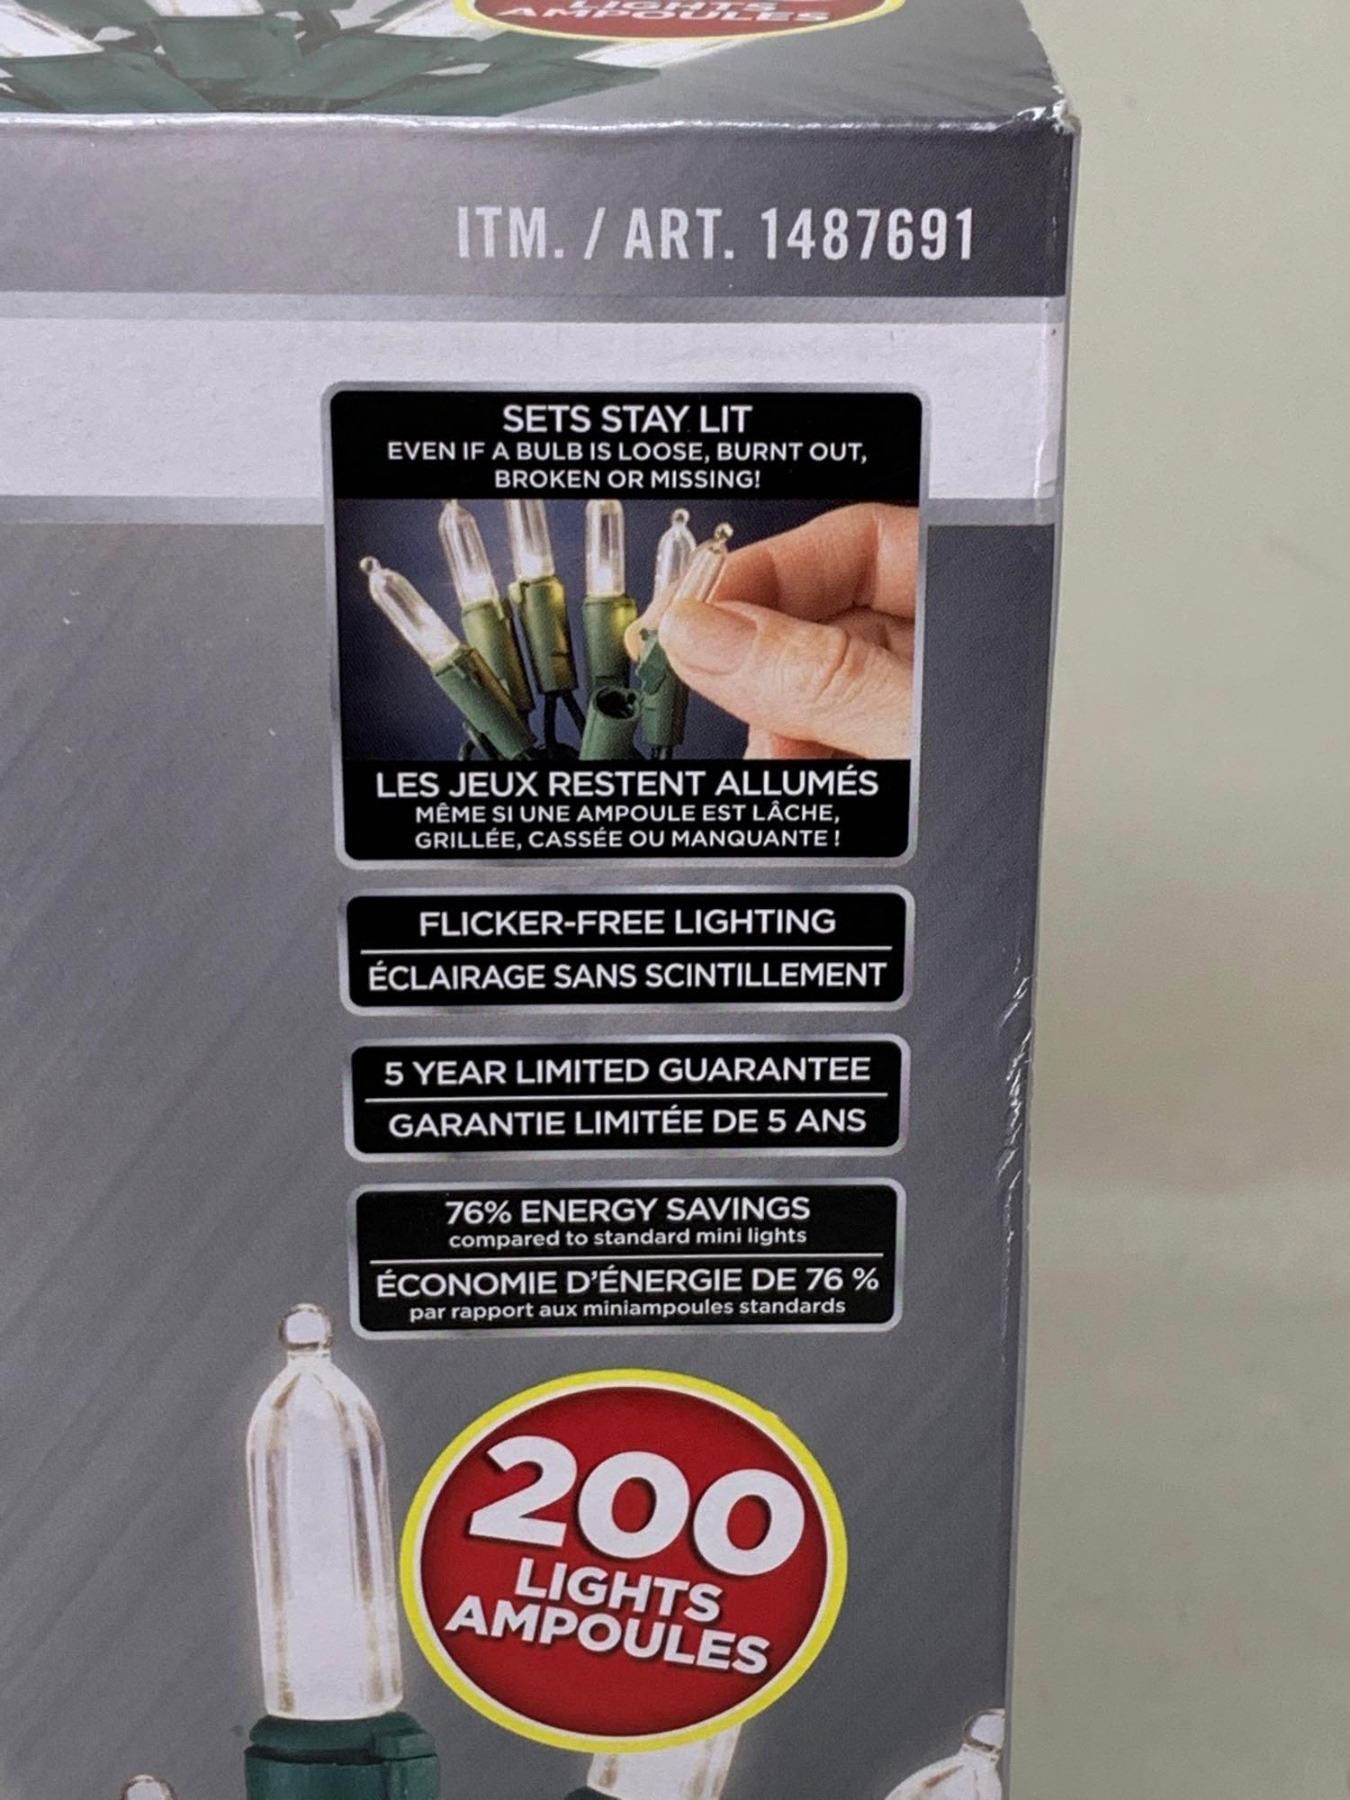 LIGHTS
AMPOULES
ITM. / ART. 1487691
SETS STAY LIT
EVEN IF A BULB IS LOOSE, BURNT OUT,
BROKEN OR MISSING!
LES JEUX RESTENT ALLUMÉS
MÊME SI UNE AMPOULE EST LÂCHE,
GRILLÉE, CASSÉE OU MANQUANTE !
FLICKER-FREE LIGHTING
ÉCLAIRAGE SANS SCINTILLEMENT
5 YEAR LIMITED GUARANTEE
GARANTIE LIMITÉE DE 5 ANS
76% ENERGY SAVINGS
compared to standard mini lights
ÉCONOMIE D'ÉNERGIE DE 76 %
par rapport aux miniampoules standards
200
LIGHTS
AMPOULES